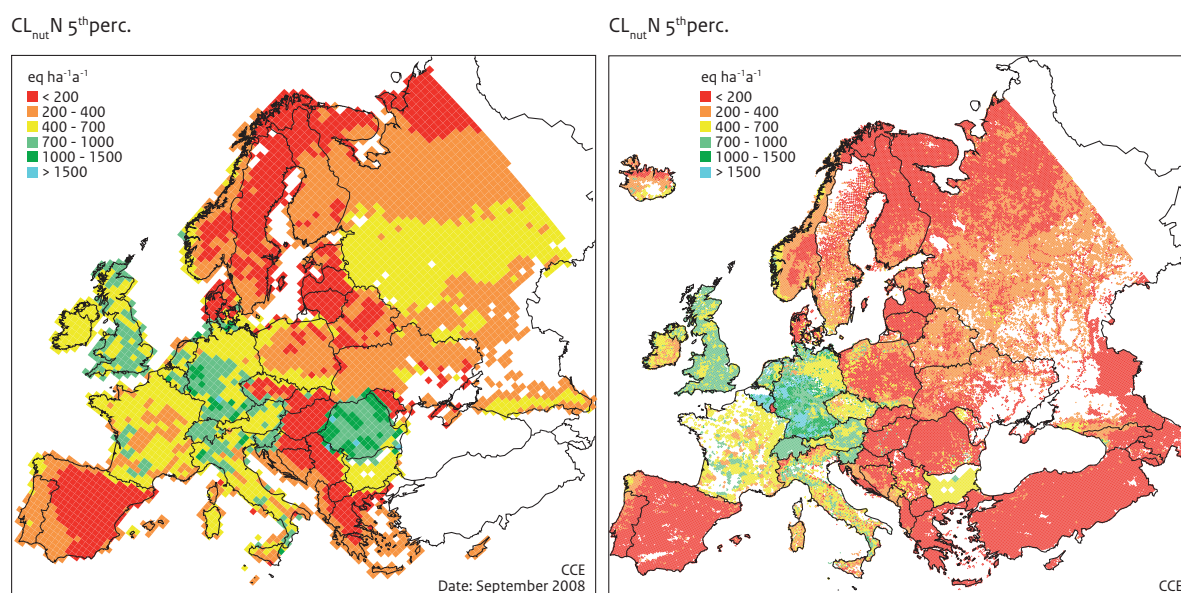 CLnutN 5thperc.
eq ha-1a-1
< 200
200 - 400
400 - 700
700 - 1000
1000 - 1500
> 1500
CCE
Date: September 2008
CLnutN 5thperc.
eq ha-1a-1
< 200
200 - 400
400 - 700
700 - 1000
1000 - 1500
> 1500
CCE